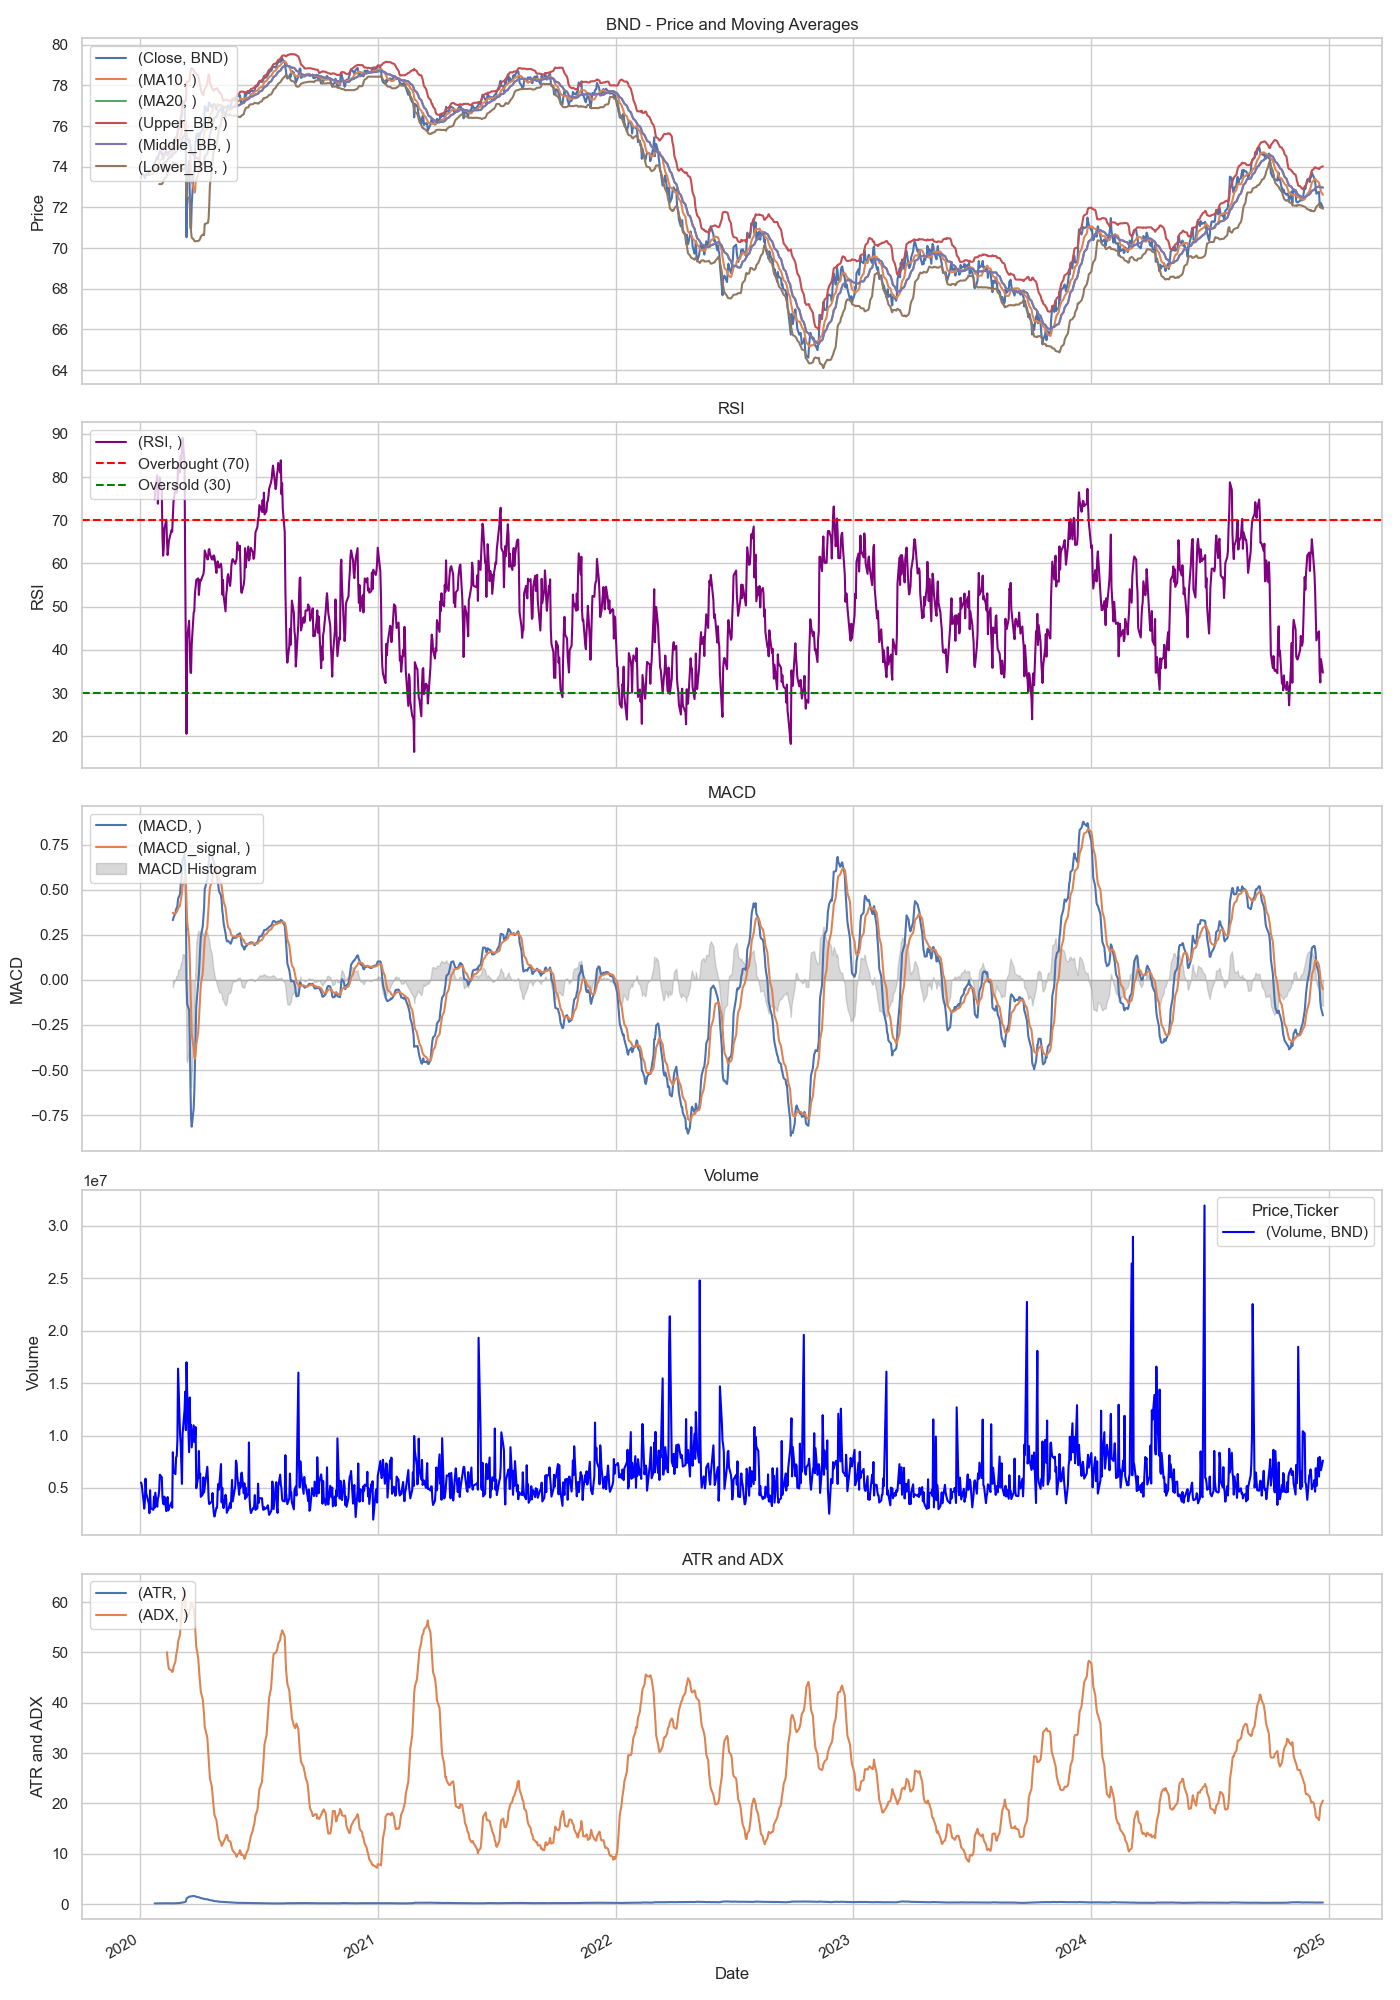 BND - Price and Moving Averages
80
78
76
74
72
70
68
66
64
Price
(Close, BND)
(MA10, )
(MA20, )
(Upper_BB, )
(Middle_BB, )
(Lower_BB, )
RSI
90
80
70
60
50
40
30
20
RSI
(RSI, )
Overbought (70)
Oversold (30)
MACD
0.75
0.50
0.25
0.00
−0.25
−0.50
−0.75
MACD
(MACD, )
(MACD_signal, )
MACD Histogram
Volume
1e7
3.0
2.5
2.0
1.5
1.0
0.5
Volume
Price,Ticker
(Volume, BND)
ATR and ADX
60
50
40
30
20
10
0
ATR and ADX
(ATR, )
(ADX, )
2020
2021
2022
2023
2024
2025
Date